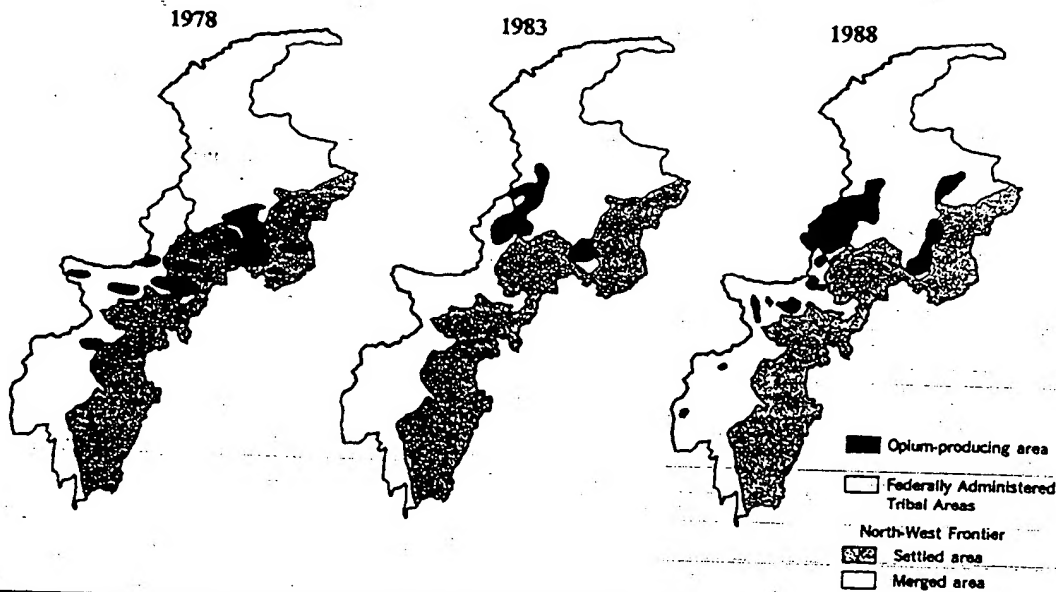 1978
1983
1988
Opium-producing area
Federally Administered
Tribal Areas
North-West Frontier
Settled area
Merged area